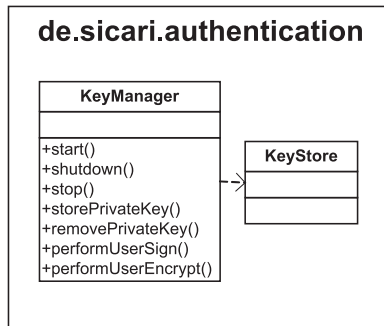 de.sicari.authentication
KeyManager
+start()
+shutdown()
+stop()
+storePrivateKey()
+removePrivateKey()
+performUserSign()
+performUserEncrypt()
KeyStore